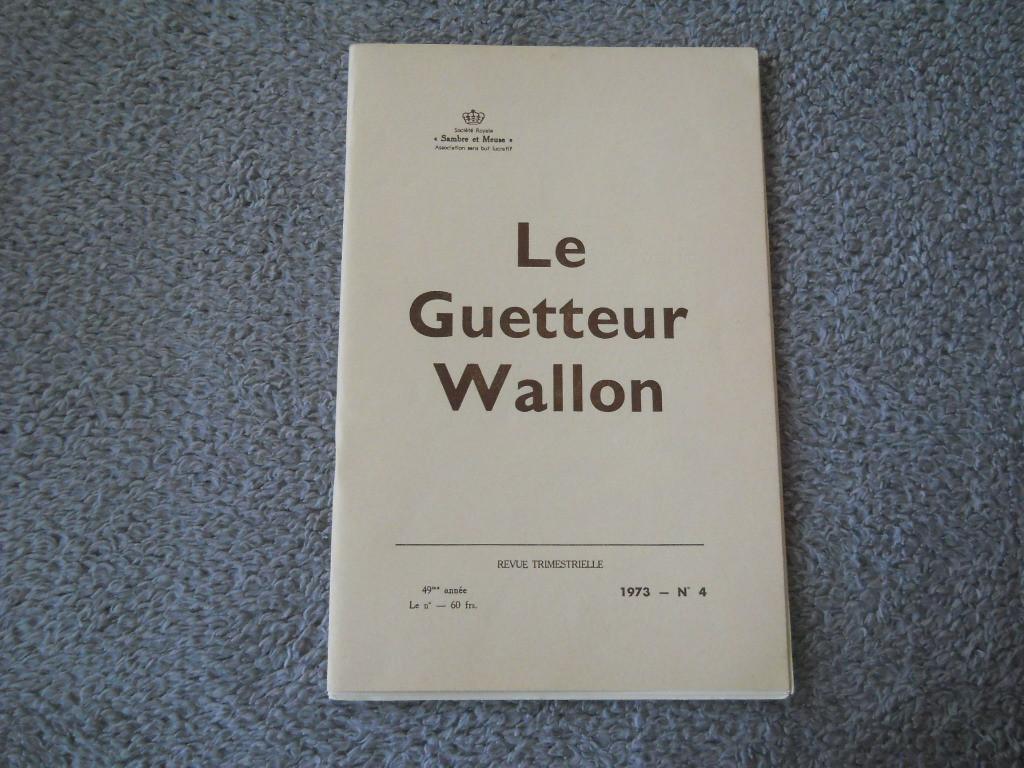 Société Royale
« Sambre et Meuse »
Association sans but lucratif
Le
Guetteur
Wallon
REVUE TRIMESTRIELLE
49me année
Le n° — 60 frs.
1973 — N° 4